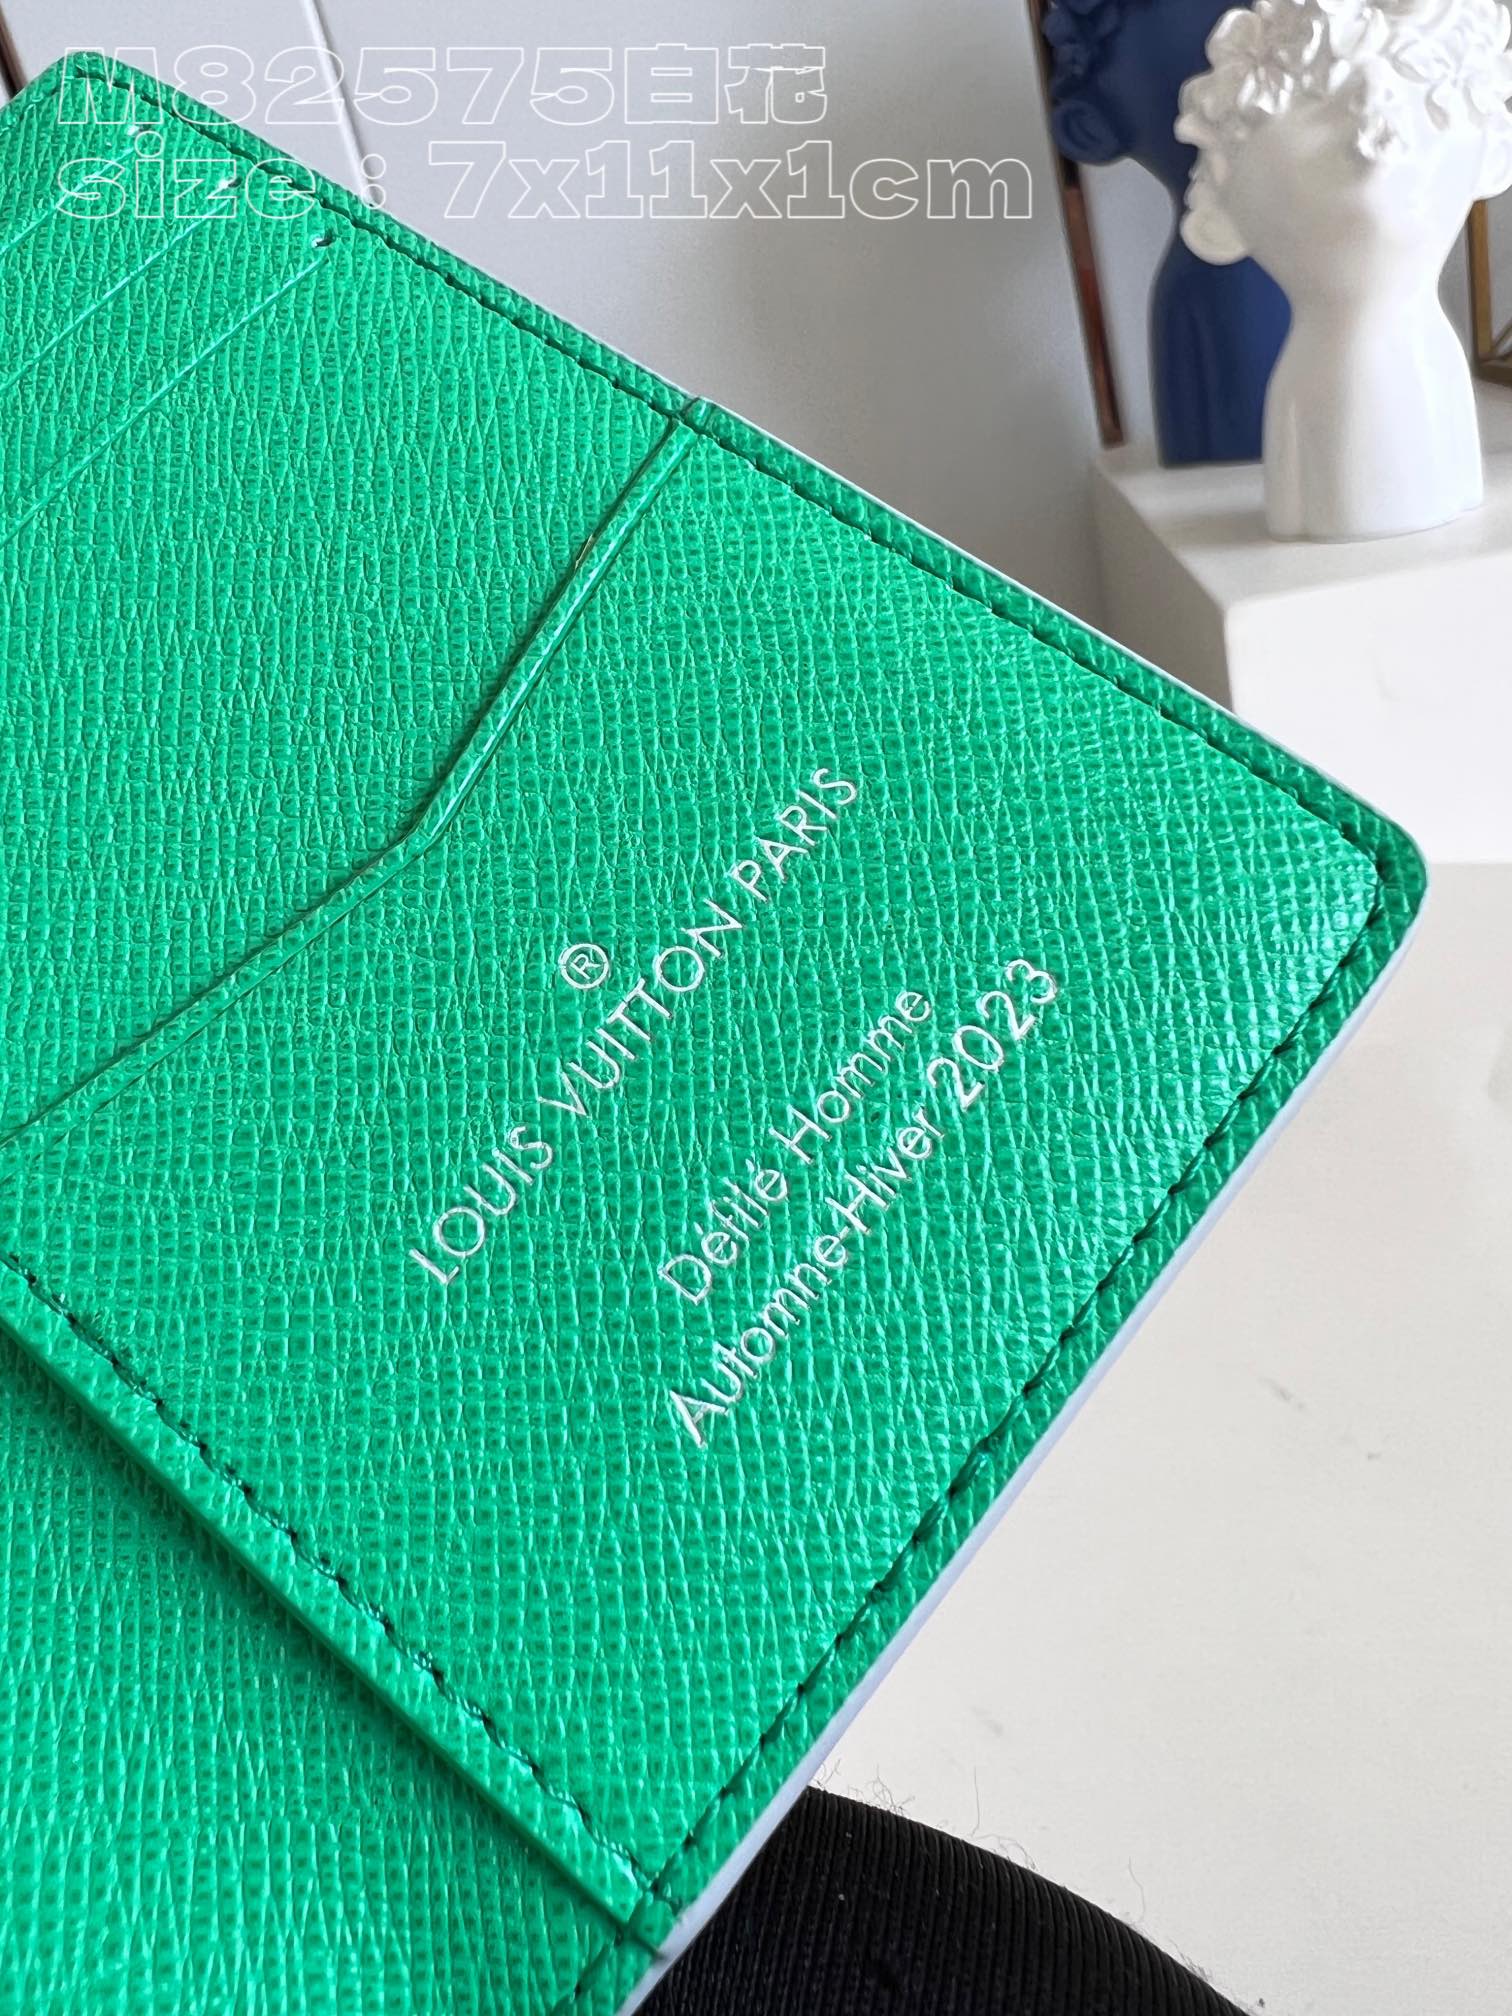 M82575白花
size：7x11x1cm
®
LOUIS VUITTON PARIS
Défilé Homme
Automne-Hiver 2023